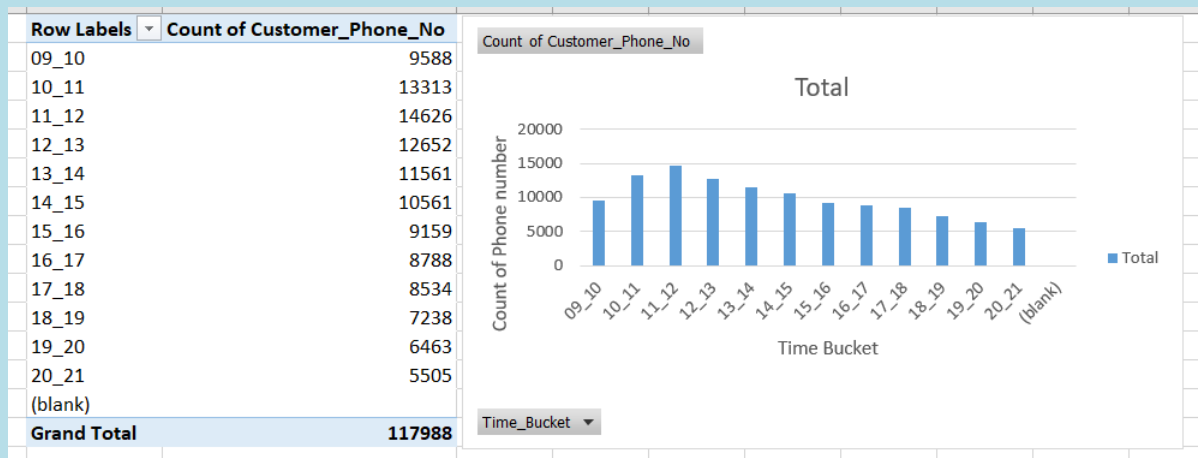 Row Labels Count of Customer_Phone_No
09_10 9588
10_11 13313
11_12 14626
12_13 12652
13_14 11561
14_15 10561
15_16 9159
16_17 8788
17_18 8534
18_19 7238
19_20 6463
20_21 5505
(blank)
Grand Total 117988
Count of Customer_Phone_No
Total
Count of Phone number
20000
15000
10000
5000
0
09_10 10_11 11_12 12_13 13_14 14_15 15_16 16_17 17_18 18_19 19_20 20_21 (blank)
Time Bucket
Total
Time_Bucket